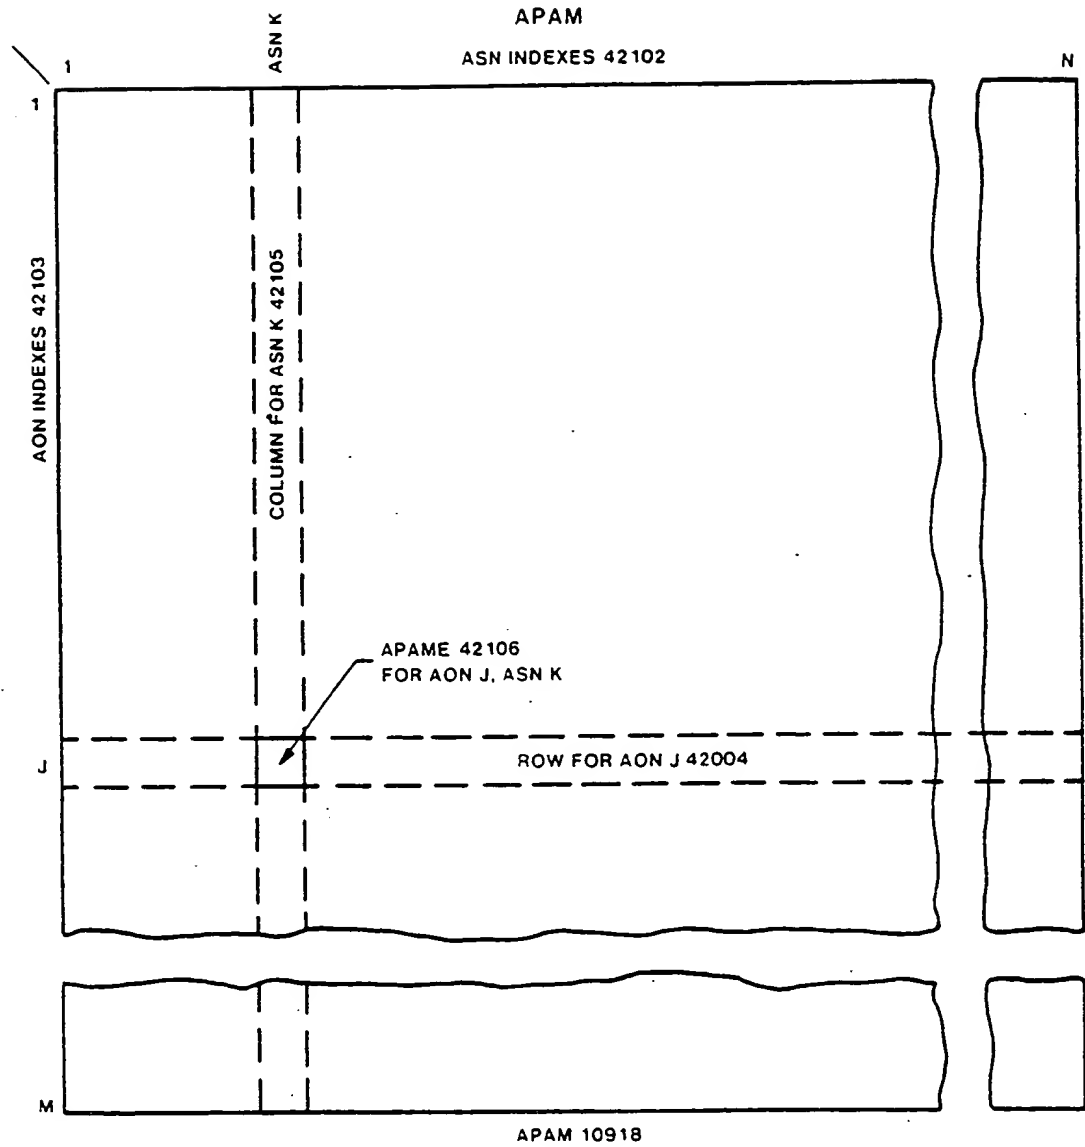 APAM
ASN K
ASN INDEXES 42102
1
N
1
AON INDEXES 42103
COLUMN FOR ASN K 42105
APAME 42106
FOR AON J, ASN K
J
ROW FOR AON J 42004
M
APAM 10918